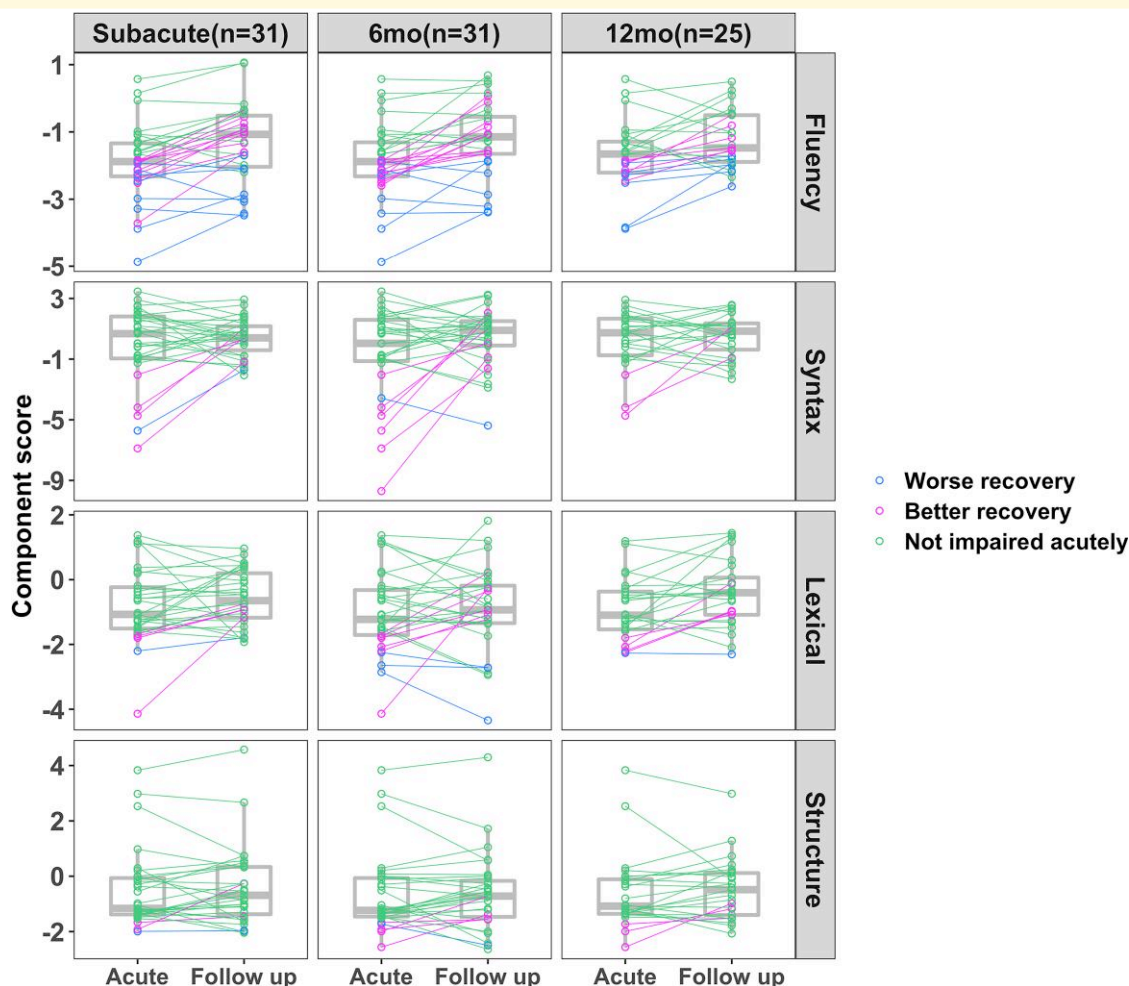 Subacute(n=31) 6mo(n=31) 12mo(n=25)
1
-1
-3
-5
Fluency
3
-1
-5
-9
Syntax
Component score
2
0
-2
-4
Lexical
4
2
0
-2
Structure
Acute Follow up Acute Follow up Acute Follow up
Worse recovery
Better recovery
Not impaired acutely